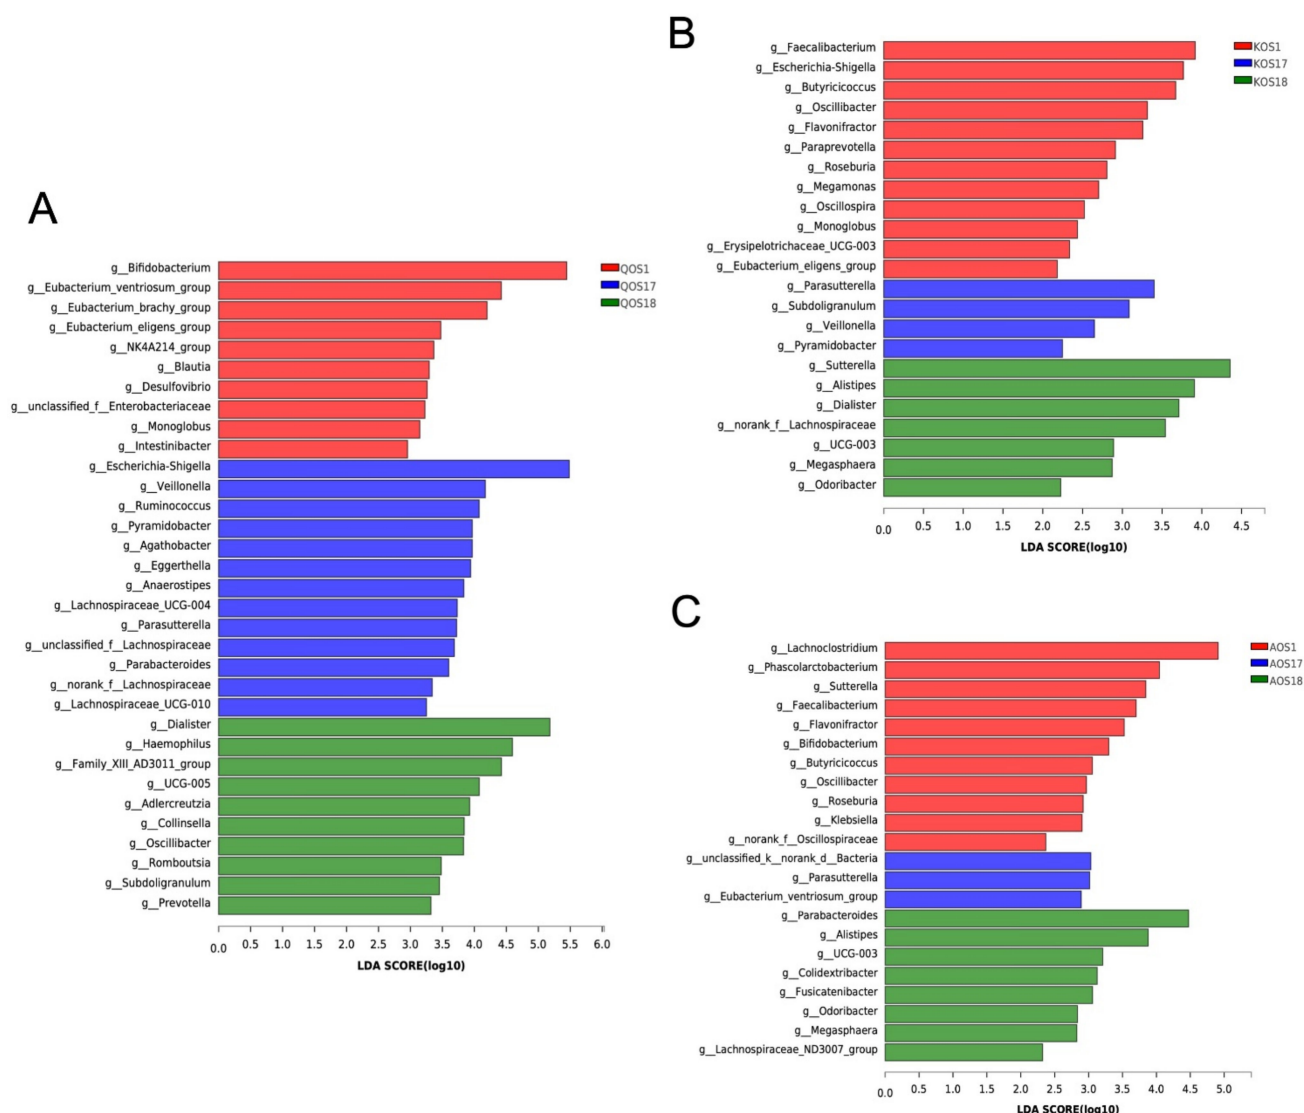 A
g__Bifidobacterium
g__Eubacterium_ventriosum_group
g__Eubacterium_brachy_group
g__Eubacterium_eligens_group
g__NK4A214_group
g__Blautia
g__Desulfovibrio
g__unclassified_f__Enterobacteriaceae
g__Monoglobus
g__Intestinibacter
g__Escherichia-Shigella
g__Veillonella
g__Ruminococcus
g__Pyramidobacter
g__Agathobacter
g__Eggerthella
g__Anaerostipes
g__Lachnospiraceae_UCG-004
g__Parasutterella
g__unclassified_f__Lachnospiraceae
g__Parabacteroides
g__norank_f__Lachnospiraceae
g__Lachnospiraceae_UCG-010
g__Dialister
g__Haemophilus
g__Family_XIII_AD3011_group
g__UCG-005
g__Adlercreutzia
g__Collinsella
g__Oscillibacter
g__Romboutsia
g__Subdoligranulum
g__Prevotella
0.0 0.5 1.0 1.5 2.0 2.5 3.0 3.5 4.0 4.5 5.0 5.5 6.0
LDA SCORE(log10)
QOS1
QOS17
QOS18
B
g__Faecalibacterium
g__Escherichia-Shigella
g__Butyricicoccus
g__Oscillibacter
g__Flavonifractor
g__Paraprevotella
g__Roseburia
g__Megamonas
g__Oscillospira
g__Monoglobus
g__Erysipelotrichaceae_UCG-003
g__Eubacterium_eligens_group
g__Parasutterella
g__Subdoligranulum
g__Veillonella
g__Pyramidobacter
g__Sutterella
g__Alistipes
g__Dialister
g__norank_f__Lachnospiraceae
g__UCG-003
g__Megasphaera
g__Odoribacter
0.0 0.5 1.0 1.5 2.0 2.5 3.0 3.5 4.0 4.5
LDA SCORE(log10)
KOS1
KOS17
KOS18
C
g__Lachnoclostridium
g__Phascolarctobacterium
g__Sutterella
g__Faecalibacterium
g__Flavonifractor
g__Bifidobacterium
g__Butyricicoccus
g__Oscillibacter
g__Roseburia
g__Klebsiella
g__norank_f__Oscillospiraceae
g__unclassified_k__norank_d__Bacteria
g__Parasutterella
g__Eubacterium_ventriosum_group
g__Parabacteroides
g__Alistipes
g__UCG-003
g__Colidextribacter
g__Fusicatenibacter
g__Odoribacter
g__Megasphaera
g__Lachnospiraceae_ND3007_group
0.0 0.5 1.0 1.5 2.0 2.5 3.0 3.5 4.0 4.5 5.0
LDA SCORE(log10)
AOS1
AOS17
AOS18